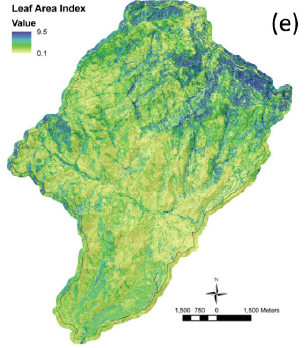 Leaf Area Index
(e)
Value
9.5
0.1
N
1,500 750 0 1,500 Meters